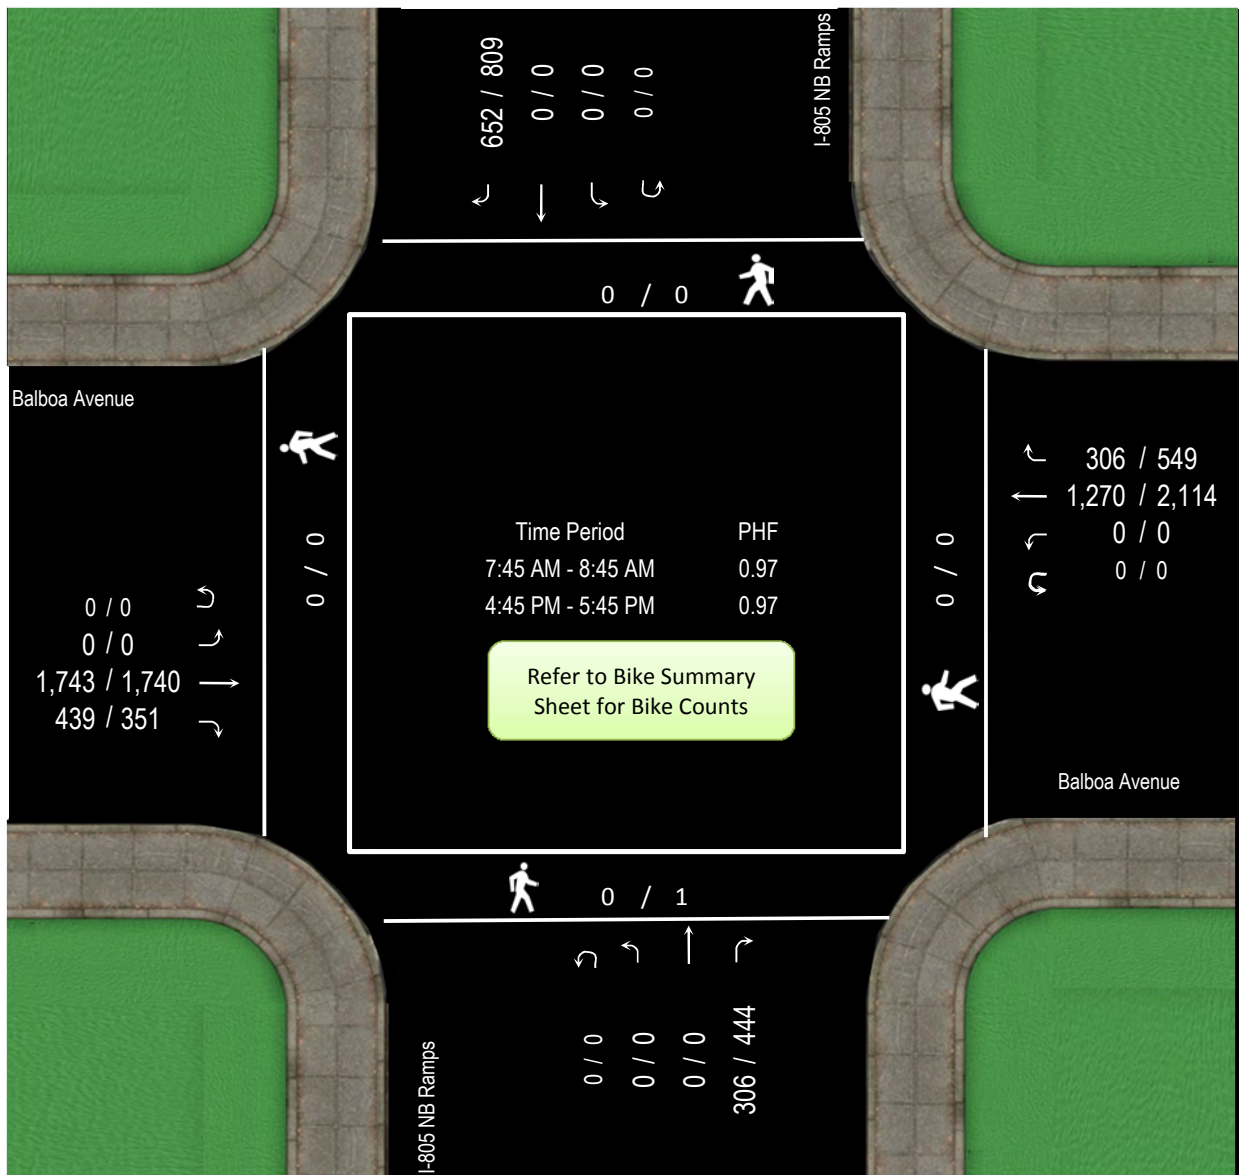 652 / 809
0 / 0
0 / 0
0 / 0
I-805 NB Ramps
0 / 0
Balboa Avenue
0 / 0
0 / 0
0 / 0
1,743 / 1,740
439 / 351
0 / 0
Time Period PHF
7:45 AM - 8:45 AM 0.97
4:45 PM - 5:45 PM 0.97
Refer to Bike Summary
Sheet for Bike Counts
306 / 549
1,270 / 2,114
0 / 0
0 / 0
Balboa Avenue
0 / 1
0 / 0
0 / 0
0 / 0
306 / 444
I-805 NB Ramps